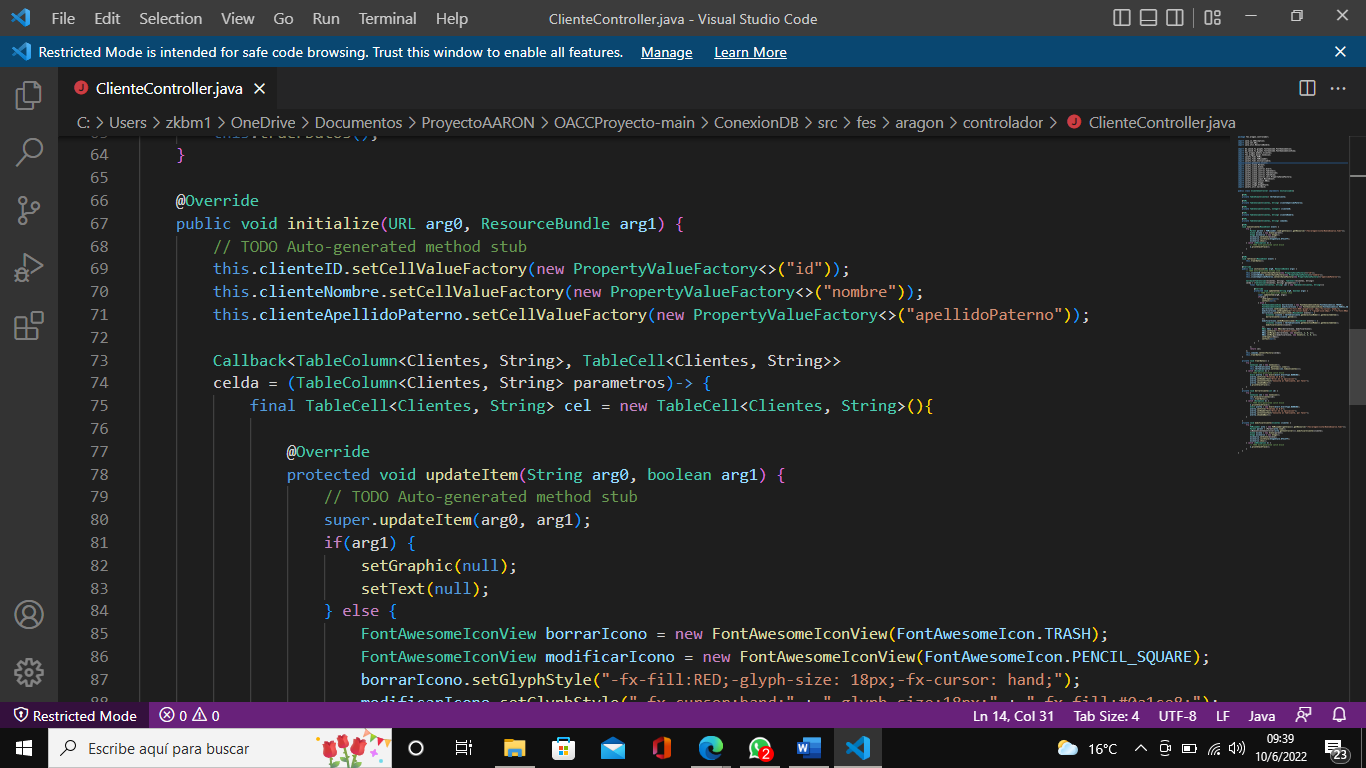 File Edit Selection View Go Run Terminal Help ClienteController.java - Visual Studio Code
Restricted Mode is intended for safe code browsing. Trust this window to enable all features. Manage Learn More
ClienteController.java
C: > Users > zkbm1 > OneDrive > Documentos > ProyectoAARON > OACCProyecto-main > ConexionDB > src > fes > aragon > controlador > ClienteController.java
64 }
65
66 @Override
67 public void initialize(URL arg0, ResourceBundle arg1) {
68 // TODO Auto-generated method stub
69 this.clienteID.setCellValueFactory(new PropertyValueFactory<>("id"));
70 this.clienteNombre.setCellValueFactory(new PropertyValueFactory<>("nombre"));
71 this.clienteApellidoPaterno.setCellValueFactory(new PropertyValueFactory<>("apellidoPaterno"));
72
73 Callback<TableColumn<Clientes, String>, TableCell<Clientes, String>>
74 celda = (TableColumn<Clientes, String> parametros)-> {
75 final TableCell<Clientes, String> cel = new TableCell<Clientes, String>(){
76
77 @Override
78 protected void updateItem(String arg0, boolean arg1) {
79 // TODO Auto-generated method stub
80 super.updateItem(arg0, arg1);
81 if(arg1) {
82 setGraphic(null);
83 setText(null);
84 } else {
85 FontAwesomeIconView borrarIcono = new FontAwesomeIconView(FontAwesomeIcon.TRASH);
86 FontAwesomeIconView modificarIcono = new FontAwesomeIconView(FontAwesomeIcon.PENCIL_SQUARE);
87 borrarIcono.setGlyphStyle("-fx-fill:RED;-glyph-size: 18px;-fx-cursor: hand;");
Restricted Mode 0 0 Ln 14, Col 31 Tab Size: 4 UTF-8 LF Java
Escribe aquí para buscar 2 16°C 09:39
10/6/2022 23